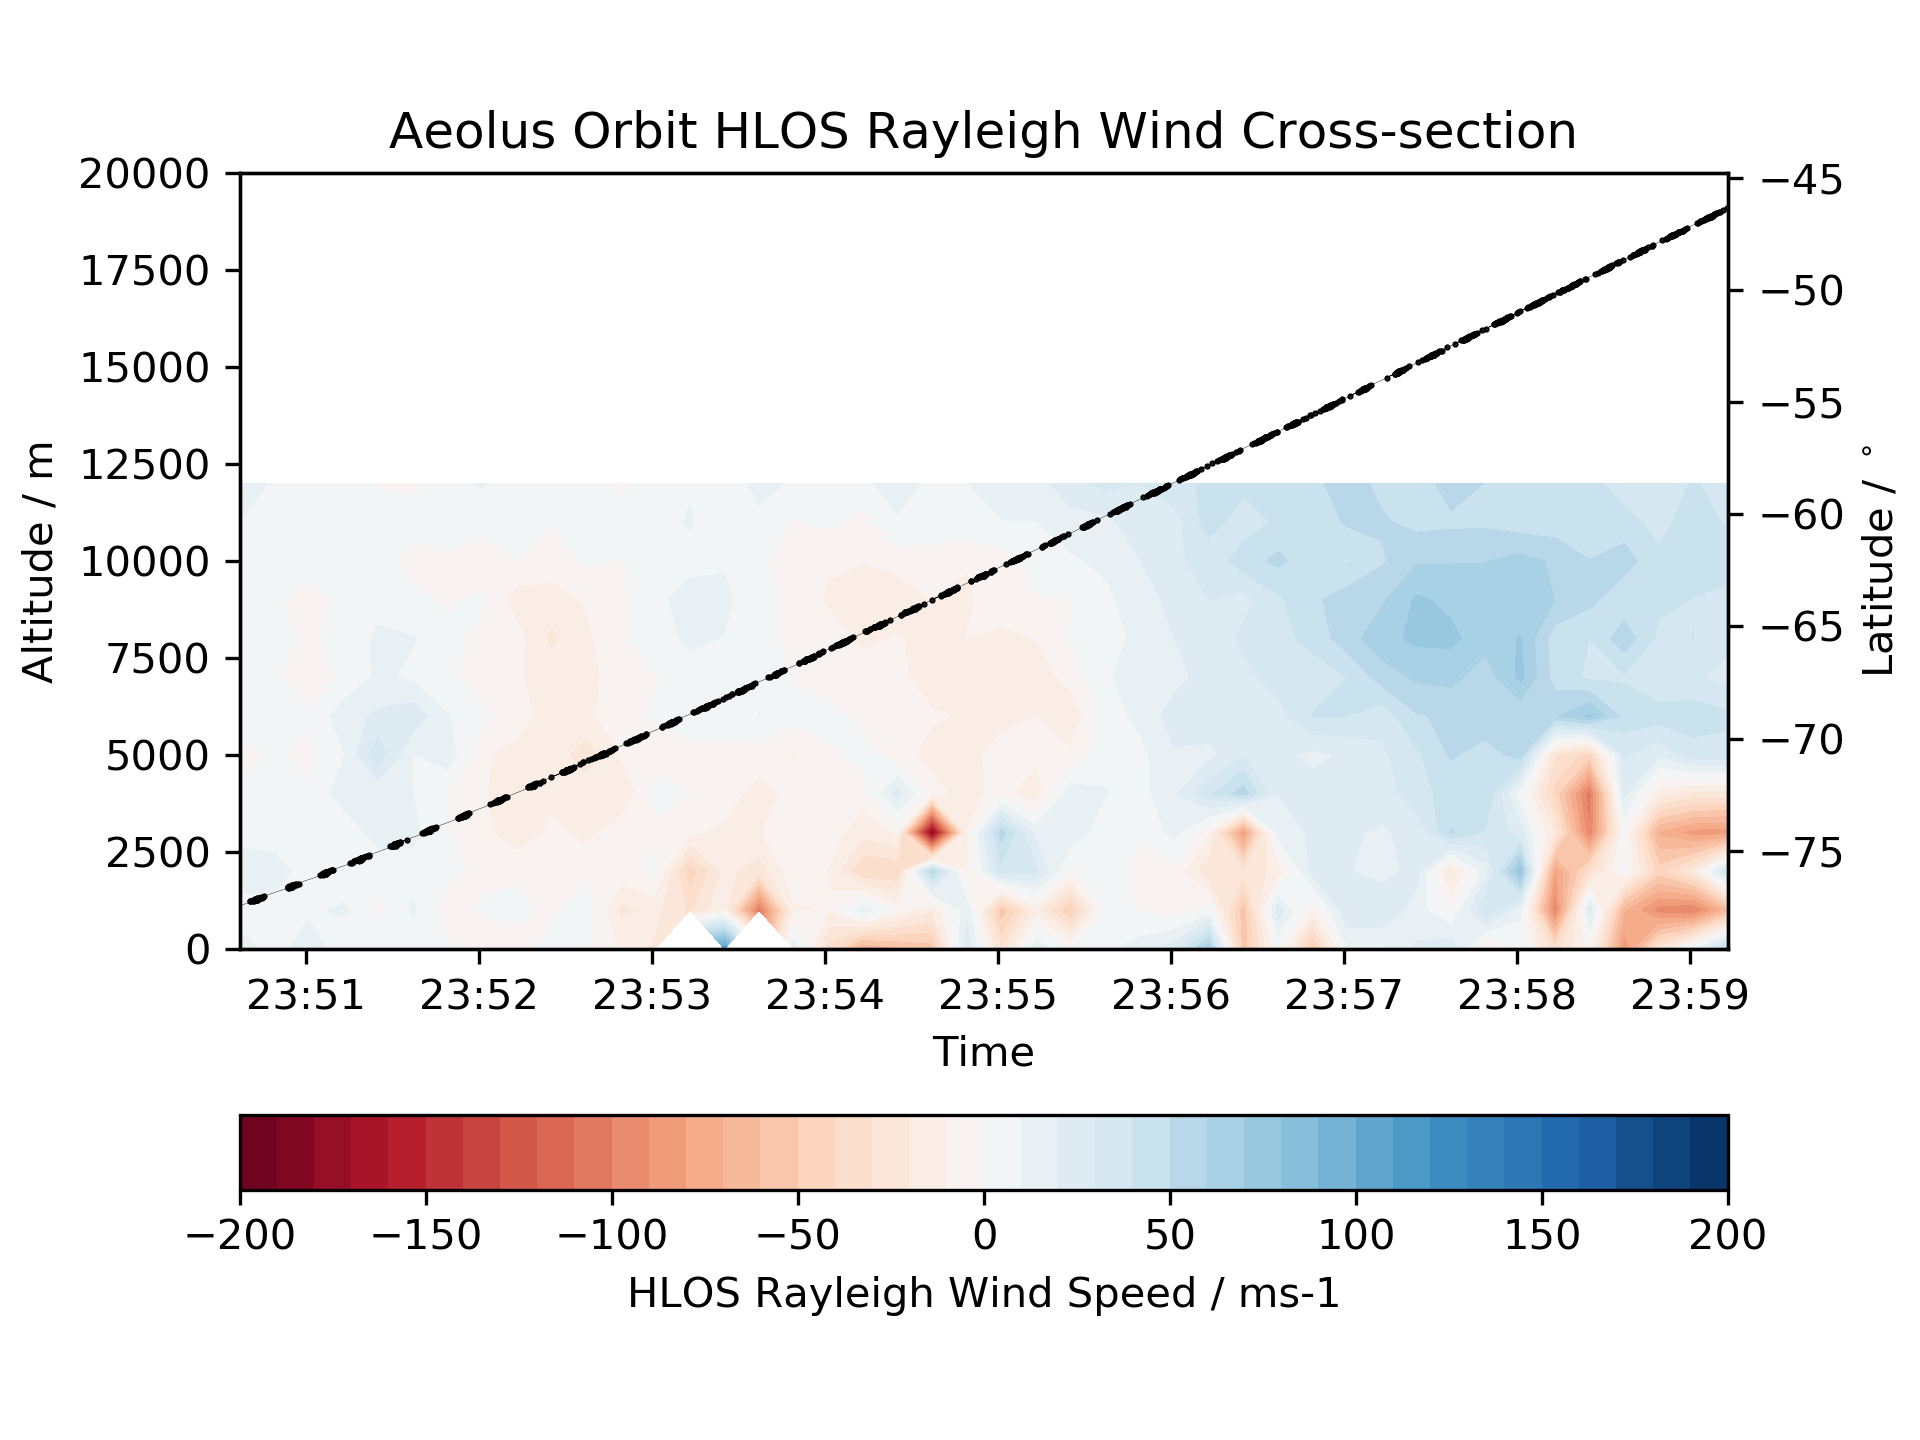 Aeolus Orbit HLOS Rayleigh Wind Cross-section
20000
17500
15000
12500
10000
7500
5000
2500
0
Altitude / m
−45
−50
−55
−60
−65
−70
−75
Latitude / °
23:51 23:52 23:53 23:54 23:55 23:56 23:57 23:58 23:59
Time
−200 −150 −100 −50 0 50 100 150 200
HLOS Rayleigh Wind Speed / ms-1